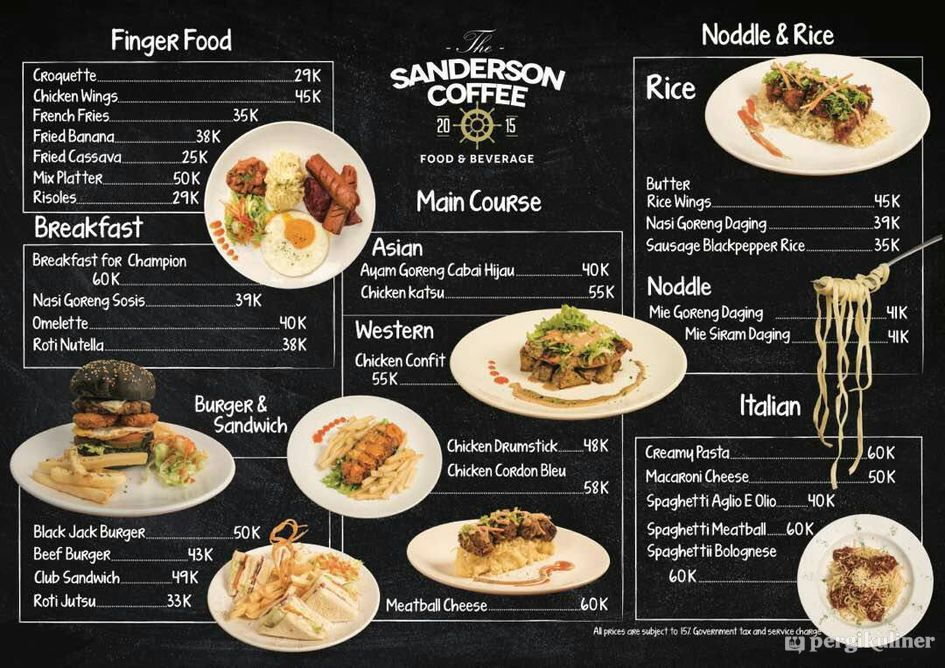 Finger Food
Croquette 29K
Chicken Wings 45K
French Fries 35K
Fried Banana 38K
Fried Cassava 25K
Mix Platter 50K
Risoles 29K
Breakfast
Breakfast for Champion
60K
Nasi Goreng Sosis 39K
Omelette 40K
Roti Nutella 38K
Burger &
Sandwich
Black Jack Burger 50K
Beef Burger 43K
Club Sandwich 49K
Roti Jutsu 33K
- The -
SANDERSON
COFFEE
20 15
FOOD & BEVERAGE
Main Course
Asian
Ayam Goreng Cabai Hijau 40K
Chicken katsu 55K
Western
Chicken Confit
55K
Chicken Drumstick 48K
Chicken Cordon Bleu
58K
Meatball Cheese 60K
Noddle & Rice
Rice
Butter
Rice Wings 45K
Nasi Goreng Daging 39K
Sausage Blackpepper Rice 35K
Noddle
Mie Goreng Daging 41K
Mie Siram Daging 41K
Italian
Creamy Pasta 60K
Macaroni Cheese 50K
Spaghetti Aglio E Olio 40K
Spaghetti Meatball 60K
Spaghettii Bolognese
60K
All prices are subject to 15% Government tax and service charge
pergikuliner